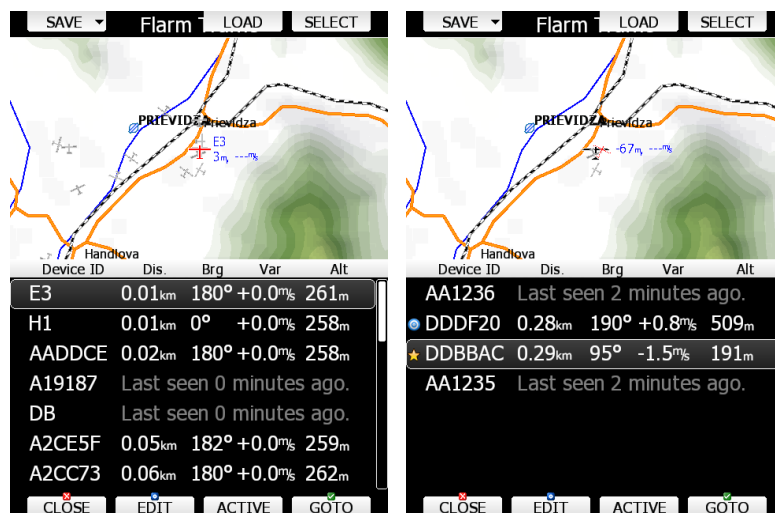 SAVE Flarm T LOAD SELECT
PRIEVIDZA Prievidza
E3
3m, ---m/s
Handlova
Device ID Dis. Brg Var Alt
E3 0.01km 180° +0.0m/s 261m
H1 0.01km 0° +0.0m/s 258m
AADDCE 0.02km 180° +0.0m/s 258m
A19187 Last seen 0 minutes ago.
DB Last seen 0 minutes ago.
A2CE5F 0.05km 182° +0.0m/s 259m
A2CC73 0.06km 180° +0.0m/s 262m
CLOSE EDIT ACTIVE GOTO
SAVE Flarm T LOAD SELECT
PRIEVIDZA Prievidza
-67m, ---m/s
Handlova
Device ID Dis. Brg Var Alt
AA1236 Last seen 2 minutes ago.
DDDF20 0.28km 190° +0.8m/s 509m
DDBBAC 0.29km 95° -1.5m/s 191m
AA1235 Last seen 2 minutes ago.
CLOSE EDIT ACTIVE GOTO